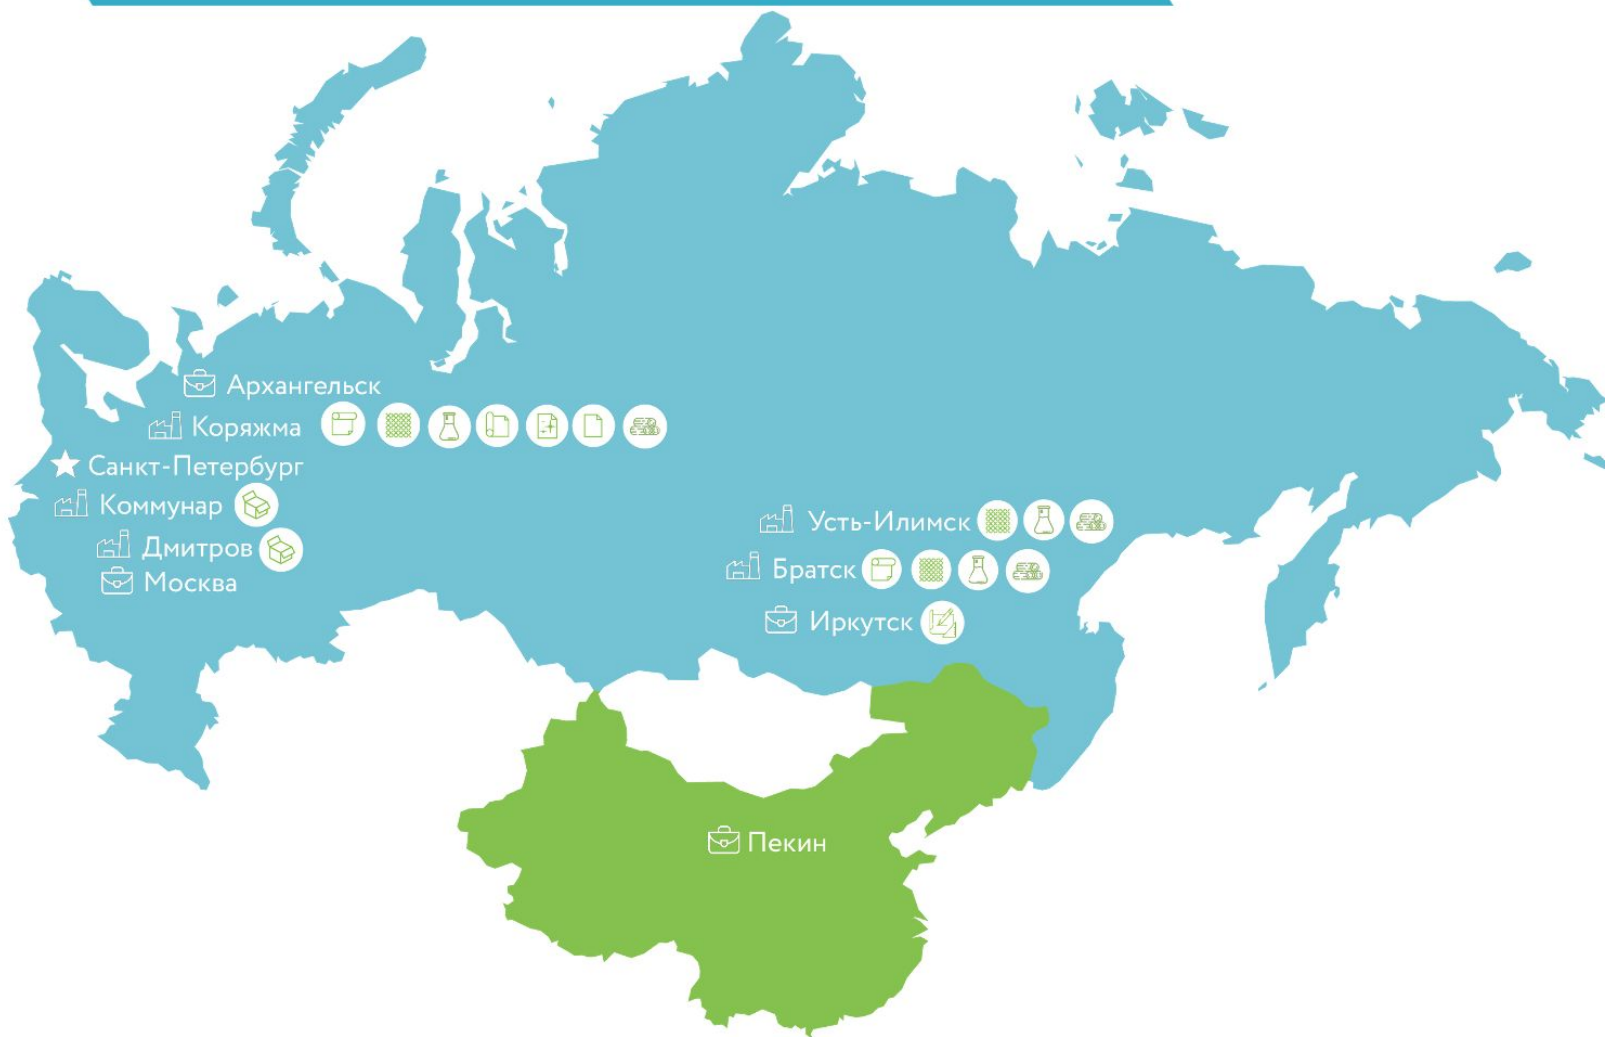 Архангельск
Коряжма
Санкт-Петербург
Коммунар
Дмитров
Москва
Усть-Илимск
Братск
Иркутск
Пекин